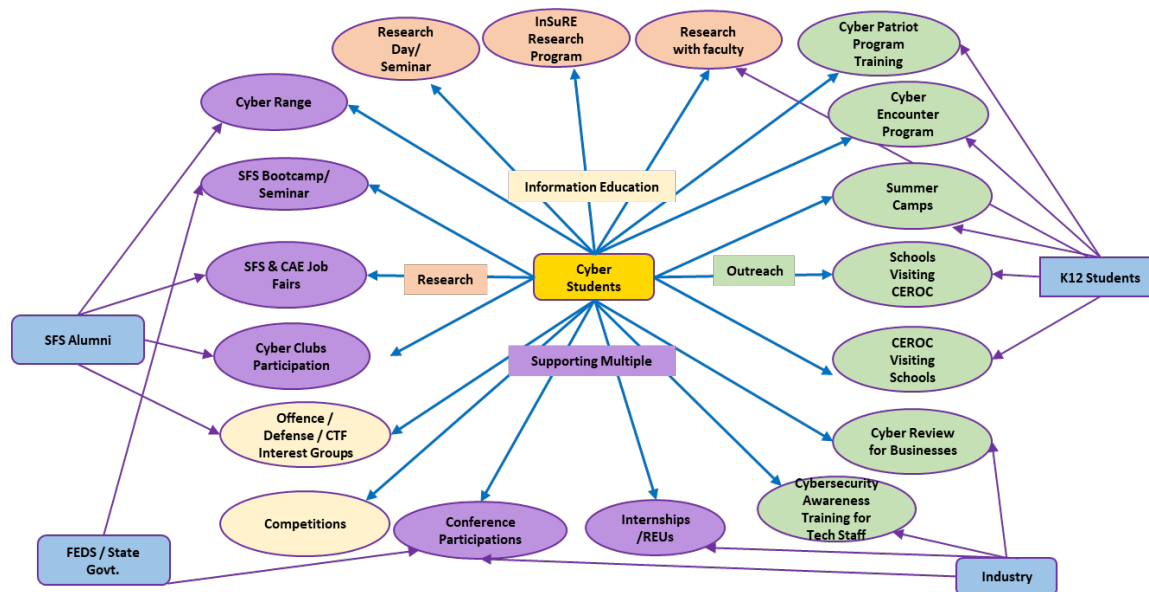 Research
Day/
Seminar
InSuRE
Research
Program
Research
with faculty
Cyber Patriot
Program
Training
Cyber Range
Cyber
Encounter
Program
SFS Bootcamp/
Seminar
Information Education
Summer
Camps
SFS & CAE Job
Fairs
Research
Cyber
Students
Outreach
Schools
Visiting
CEROC
K12 Students
SFS Alumni
Cyber Clubs
Participation
Supporting Multiple
CEROC
Visiting
Schools
Offence /
Defense / CTF
Interest Groups
Cyber Review
for Businesses
Competitions
Conference
Participations
Internships
/REUs
Cybersecurity
Awareness
Training for
Tech Staff
FEDS / State
Govt.
Industry